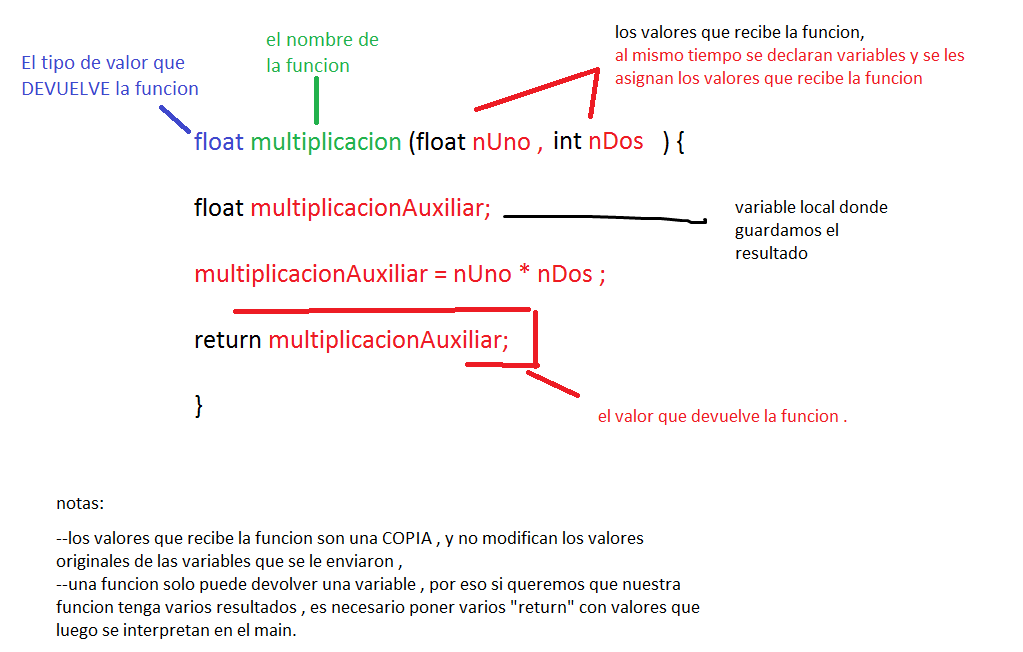 El tipo de valor que
DEVUELVE la funcion
el nombre de
la funcion
los valores que recibe la funcion,
al mismo tiempo se declaran variables y se les
asignan los valores que recibe la funcion
float multiplicacion (float nUno , int nDos ) {
float multiplicacionAuxiliar;
variable local donde
guardamos el
resultado
multiplicacionAuxiliar = nUno * nDos ;
return multiplicacionAuxiliar;
}
el valor que devuelve la funcion .
notas:
--los valores que recibe la funcion son una COPIA , y no modifican los valores
originales de las variables que se le enviaron ,
--una funcion solo puede devolver una variable , por eso si queremos que nuestra
funcion tenga varios resultados , es necesario poner varios "return" con valores que
luego se interpretan en el main.